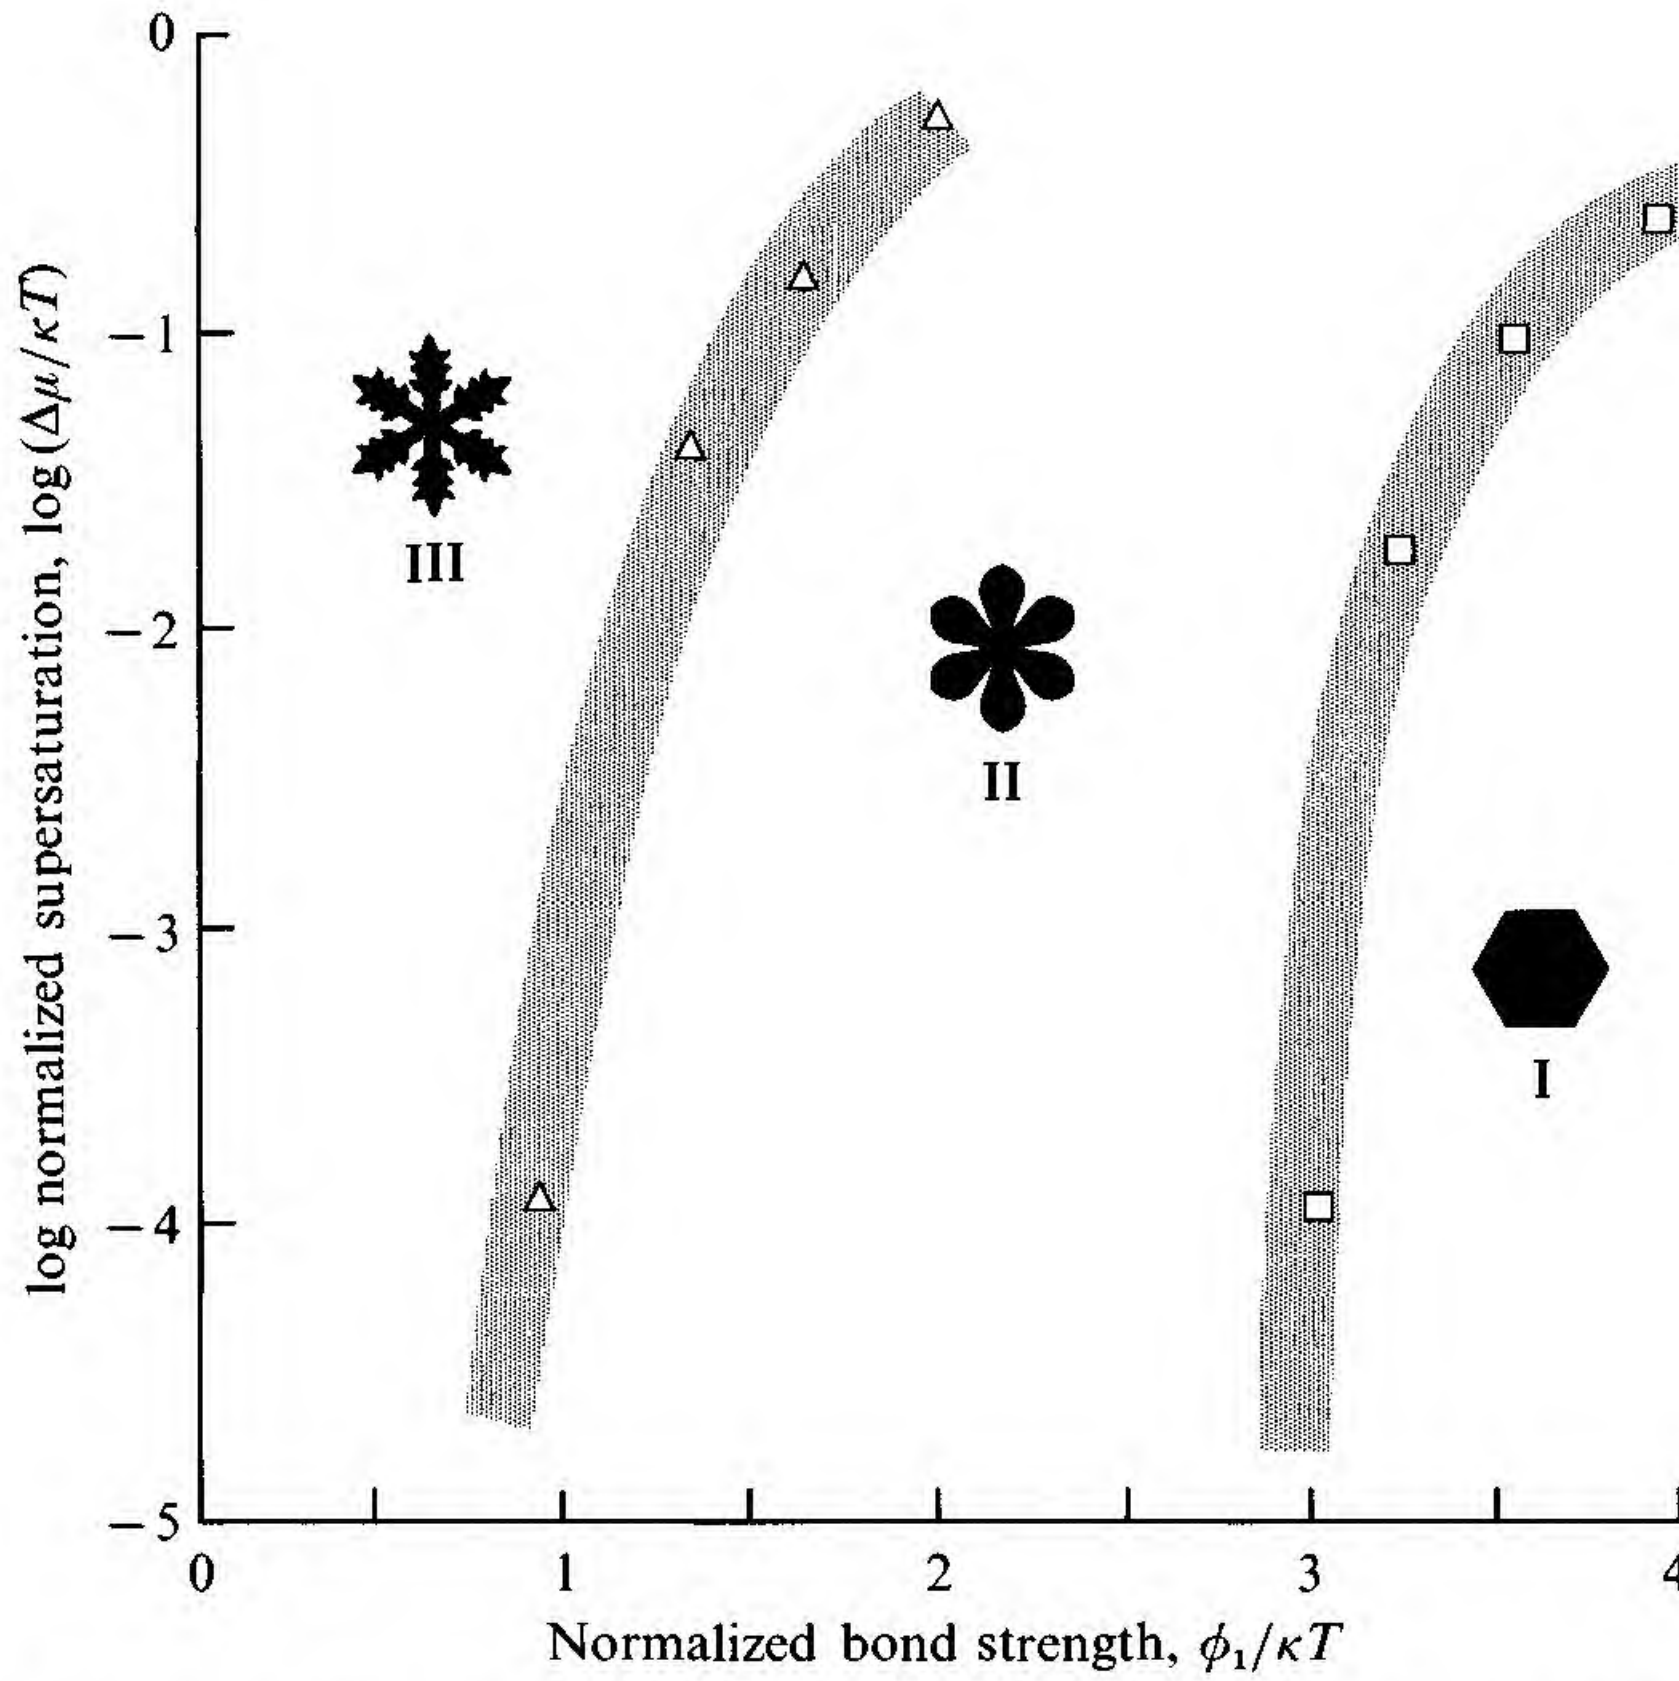 0
−1
−2
−3
−4
−5
log normalized supersaturation, log(Δμ/κT)
III
II
I
0 1 2 3 4
Normalized bond strength, ϕ₁/κT